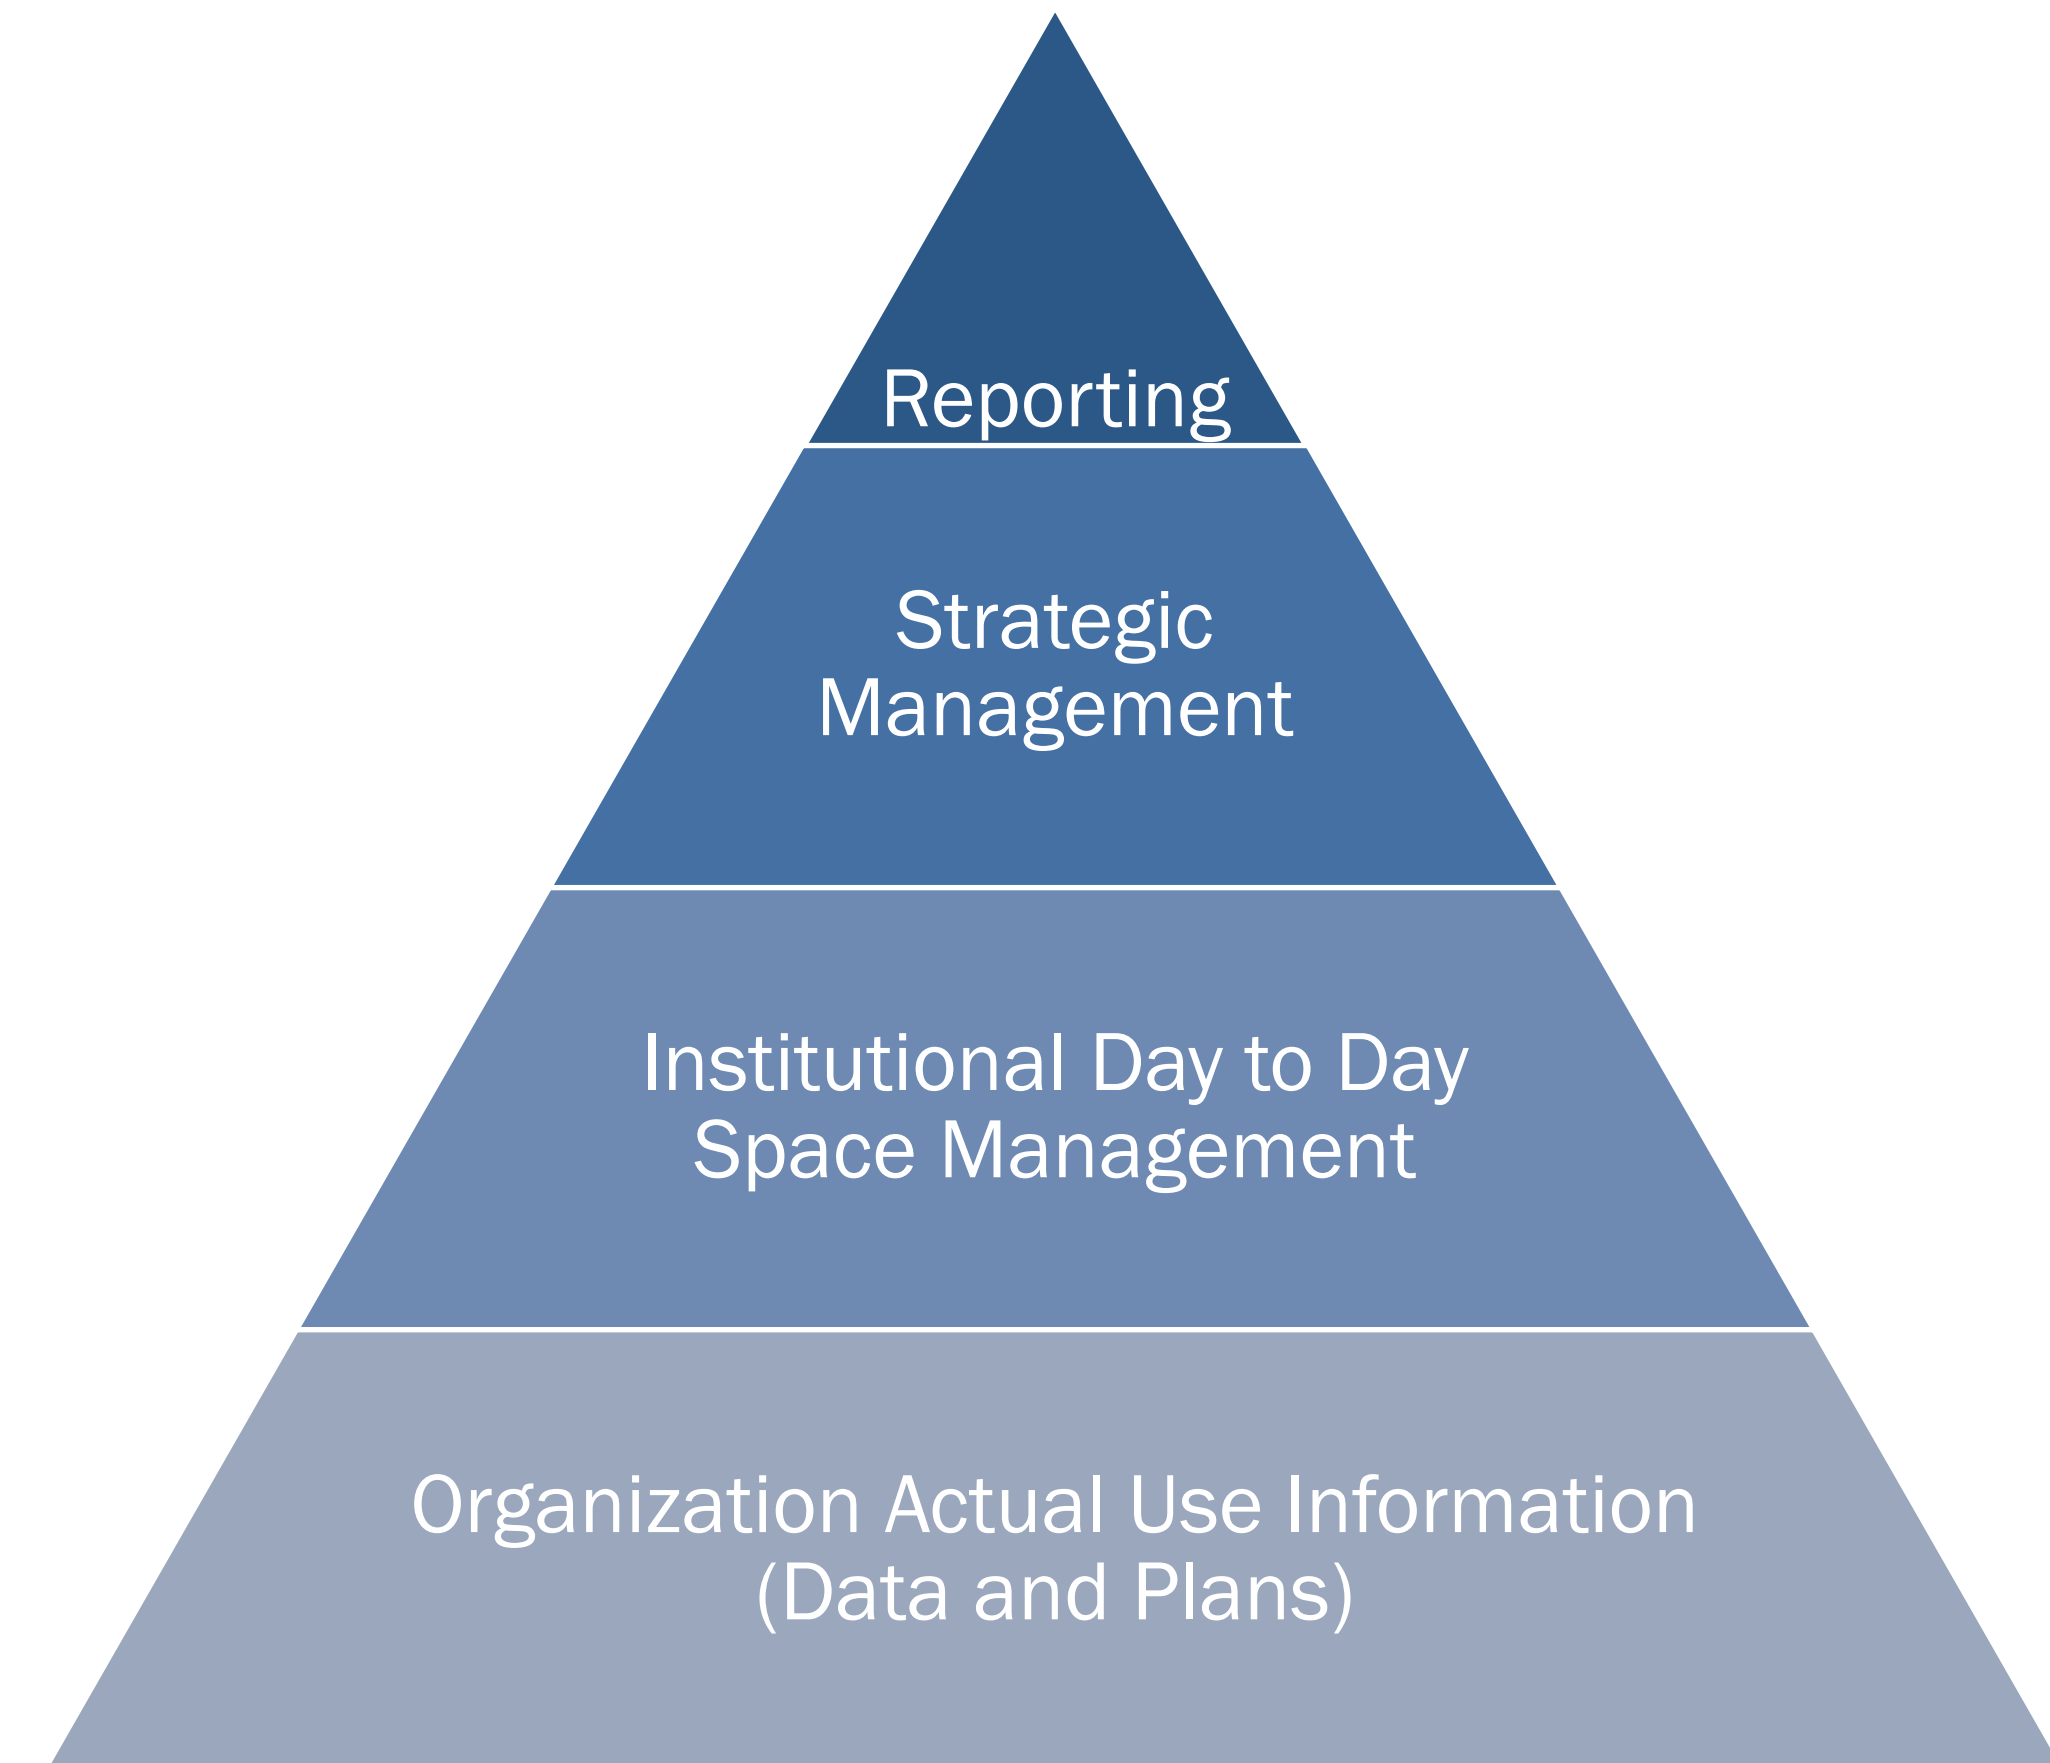 Reporting
Strategic
Management
Institutional Day to Day
Space Management
Organization Actual Use Information
(Data and Plans)